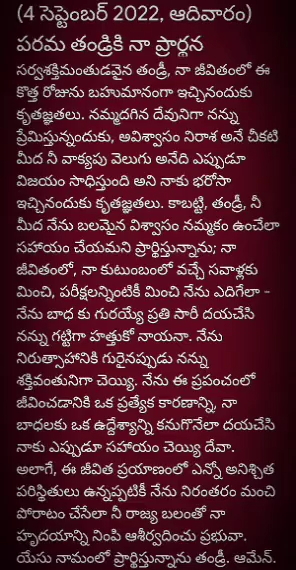 (4 సెప్టెంబర్ 2022, ఆదివారం)
పరమ తండ్రికి నా ప్రార్థన
సర్వశక్తిమంతుడవైన తండ్రీ, నా జీవితంలో ఈ
కొత్త రోజును బహుమానంగా ఇచ్చినందుకు
కృతజ్ఞతలు. నమ్మదగిన దేవునిగా నన్ను
ప్రేమిస్తున్నందుకు, అవిశ్వాసం నిరాశ అనే చీకటి
మీద నీ వాక్యపు వెలుగు అనేది ఎప్పుడూ
విజయం సాధిస్తుంది అని నాకు భరోసా
ఇచ్చినందుకు కృతజ్ఞతలు. కాబట్టి, తండ్రి, నీ
మీద నేను బలమైన విశ్వాసం నమ్మకం ఉంచేలా
సహాయం చేయమని ప్రార్థిస్తున్నాను; నా
జీవితంలో, నా కుటుంబంలో వచ్చే సవాళ్లకు
మించి, పరీక్షలన్నింటికీ మించి నేను ఎదిగేలా -
నేను బాధ కు గురయ్యే ప్రతి సారీ దయచేసి
నన్ను గట్టిగా హత్తుకో నాయనా. నేను
నిరుత్సాహానికి గురైనప్పుడు నన్ను
శక్తివంతునిగా చెయ్యి, నేను ఈ ప్రపంచంలో
జీవించడానికి ఒక ప్రత్యేక కారణాన్ని, నా
బాధలకు ఒక ఉద్దేశ్యాన్ని కనుగొనేలా దయచేసి
నాకు ఎప్పుడూ సహాయం చెయ్యి దేవా.
అలాగే, ఈ జీవిత ప్రయాణంలో ఎన్నో అనిశ్చిత
పరిస్థితులు ఉన్నప్పటికీ నేను నిరంతరం మంచి
పోరాటం చేసేలా నీ రాజ్య బలంతో నా
హృదయాన్ని నింపి ఆశీర్వదించు ప్రభువా.
యేసు నామంలో ప్రార్థిస్తున్నాను తండ్రీ. ఆమేన్.